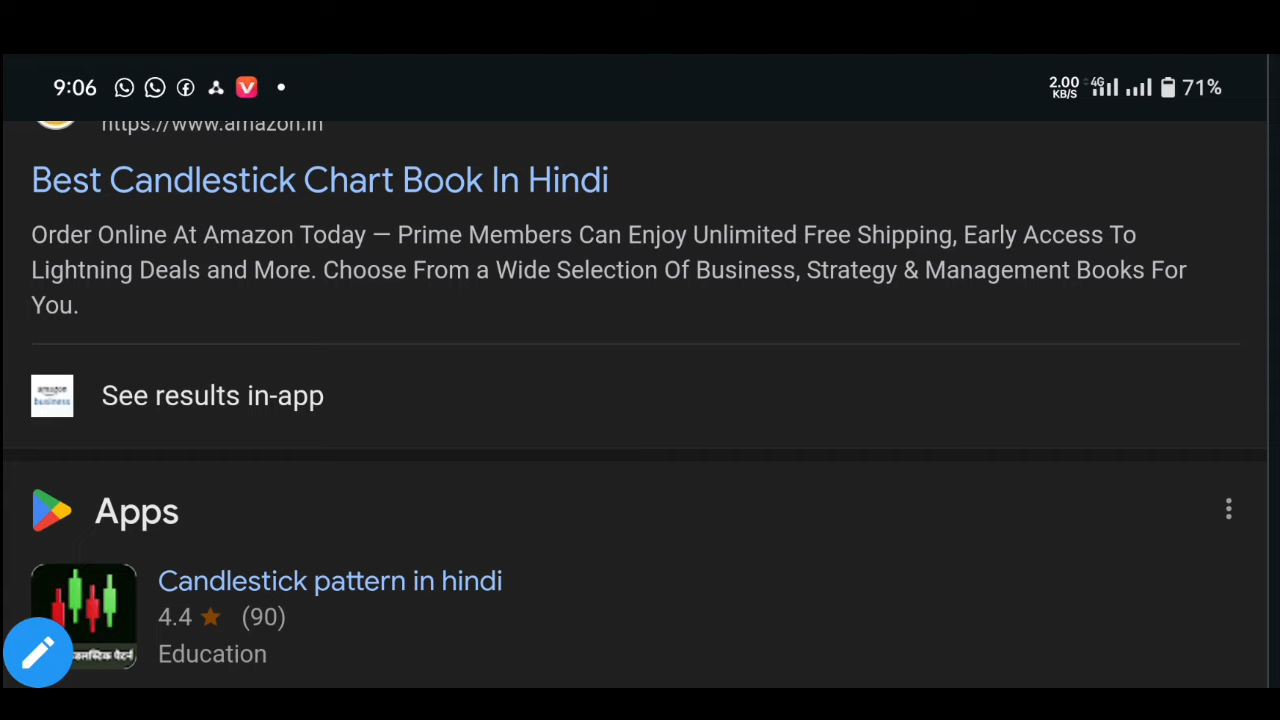 9:06
2.00
KB/S
4G
71%
https://www.amazon.in
Best Candlestick Chart Book In Hindi
Order Online At Amazon Today — Prime Members Can Enjoy Unlimited Free Shipping, Early Access To
Lightning Deals and More. Choose From a Wide Selection Of Business, Strategy & Management Books For
You.
amazon
business
See results in-app
Apps
Candlestick pattern in hindi
4.4 ★ (90)
पैटर्न
Education